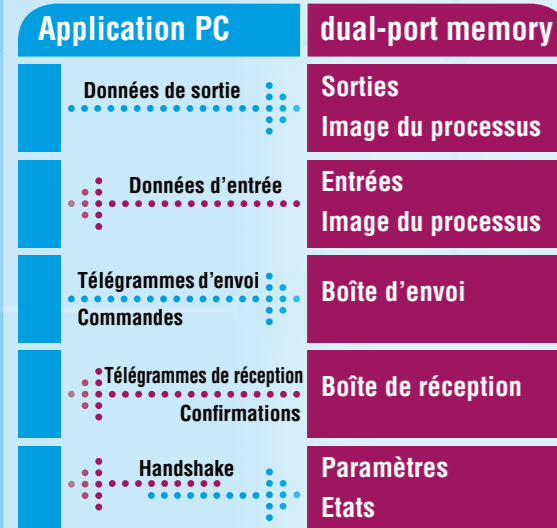 Application PC
dual-port memory
Données de sortie
Sorties
Image du processus
Données d'entrée
Entrées
Image du processus
Télégrammes d'envoi
Commandes
Boîte d'envoi
Télégrammes de réception
Confirmations
Boîte de réception
Handshake
Paramètres
Etats